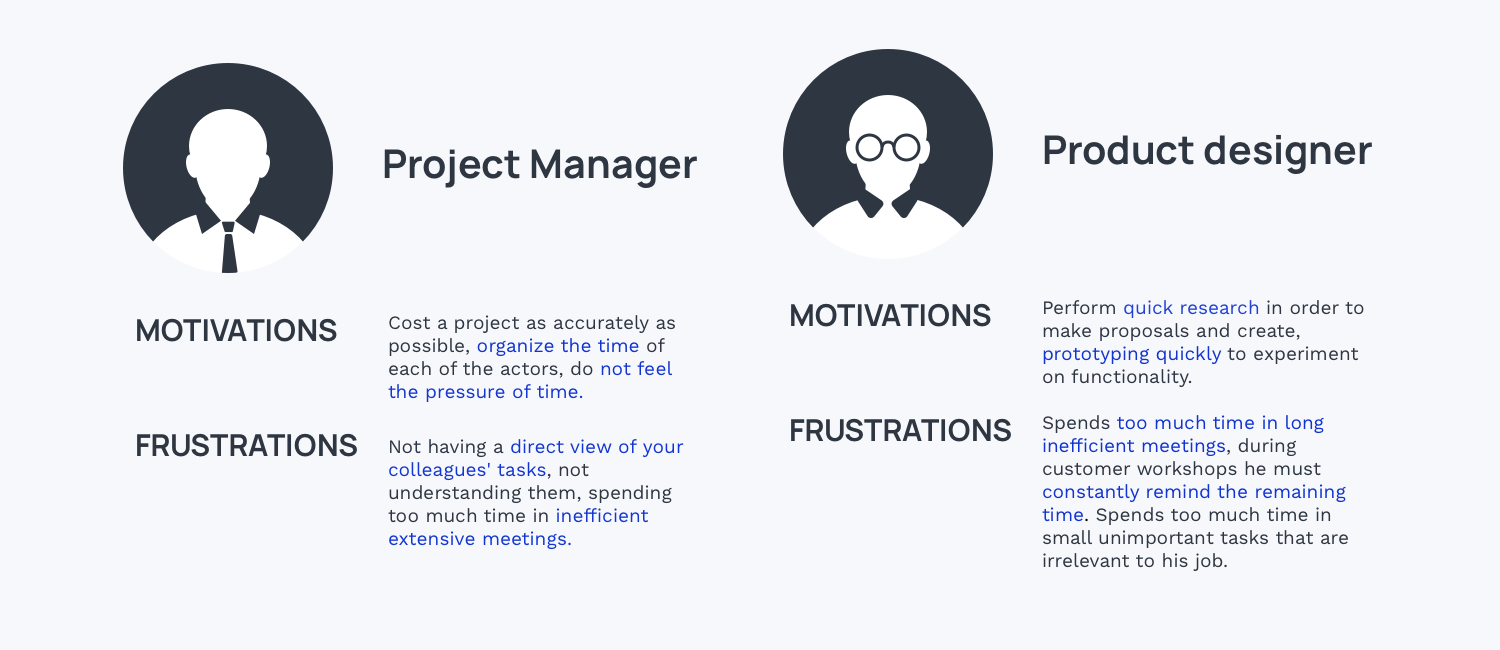 Project Manager
MOTIVATIONS
Cost a project as accurately as
possible, organize the time of
each of the actors, do not feel
the pressure of time.
FRUSTRATIONS
Not having a direct view of your
colleagues' tasks, not
understanding them, spending
too much time in inefficient
extensive meetings.
Product designer
MOTIVATIONS
Perform quick research in order to
make proposals and create,
prototyping quickly to experiment
on functionality.
FRUSTRATIONS
Spends too much time in long
inefficient meetings, during
customer workshops he must
constantly remind the remaining
time. Spends too much time in
small unimportant tasks that are
irrelevant to his job.